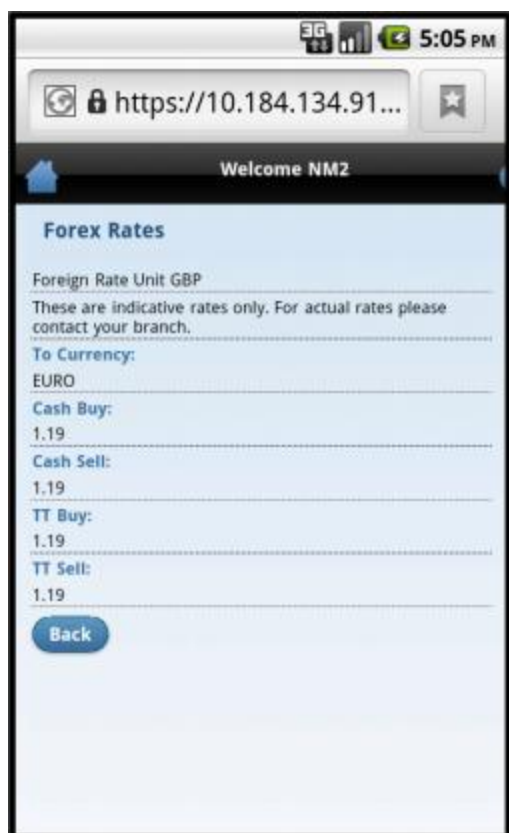 3G 5:05 PM
https://10.184.134.91...
Welcome NM2
Forex Rates
Foreign Rate Unit GBP
These are indicative rates only. For actual rates please
contact your branch.
To Currency:
EURO
Cash Buy:
1.19
Cash Sell:
1.19
TT Buy:
1.19
TT Sell:
1.19
Back